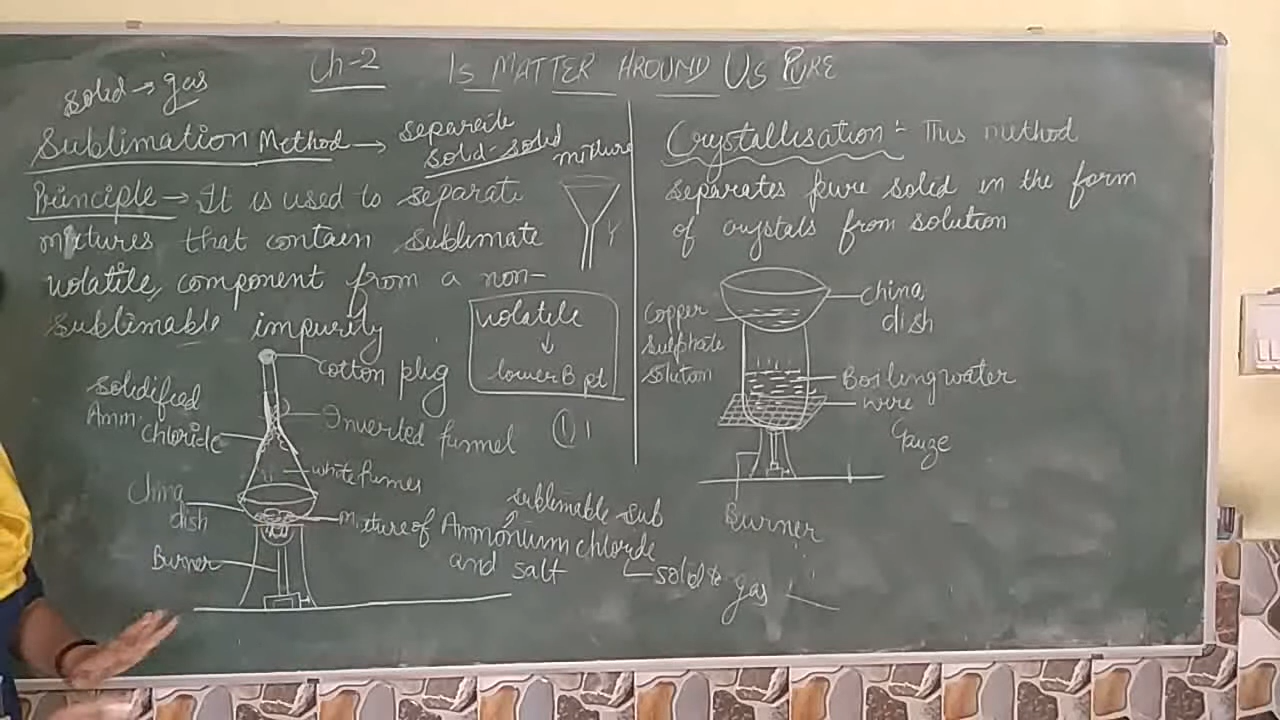 Ch-2 IS MATTER AROUND US PURE
solid → gas
Sublimation Method → separate
solid-solid mixture
Principle → It is used to separate
mixtures that contain sublimate
volatile, component from a non-
sublimable impurity
volatile
↓
lower B pt
cotton plug
solidified
Amm.
chloride
Inverted funnel
white fumes
China
dish
Burner
mixture of Ammonium chloride
and salt
sublimable sub
solid to gas
Crystallisation :- This method
separates pure solid in the form
of crystals from solution
China
dish
Copper
Sulphate
solution
Boiling water
wire
Gauze
Burner